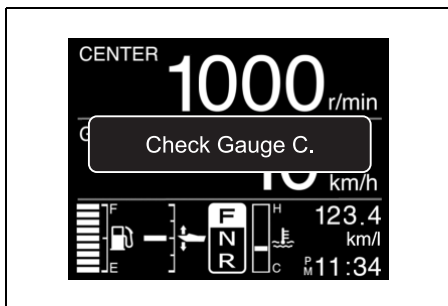 CENTER
1000 r/min
G
Check Gauge C.
km/h
F
E
F
N
R
H
C
123.4
km/l
PM 11:34